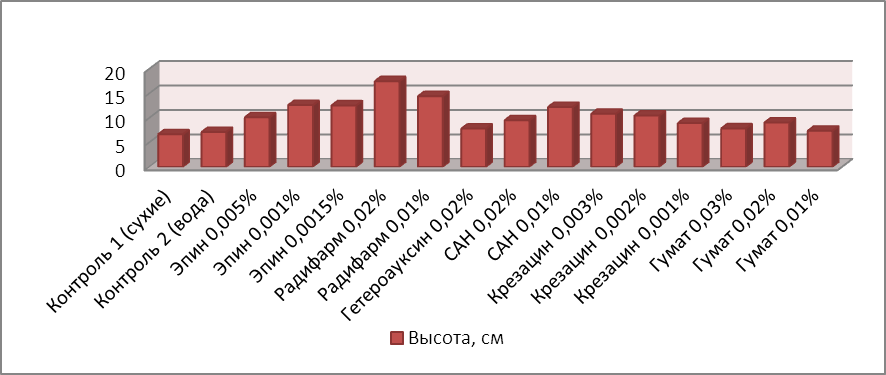 20
15
10
5
0
Контроль 1 (сухие)
Контроль 2 (вода)
Эпин 0,005%
Эпин 0,001%
Эпин 0,0015%
Радифарм 0,02%
Радифарм 0,01%
Гетероауксин 0,02%
САН 0,02%
САН 0,01%
Крезацин 0,003%
Крезацин 0,002%
Крезацин 0,001%
Гумат 0,03%
Гумат 0,02%
Гумат 0,01%
Высота, см